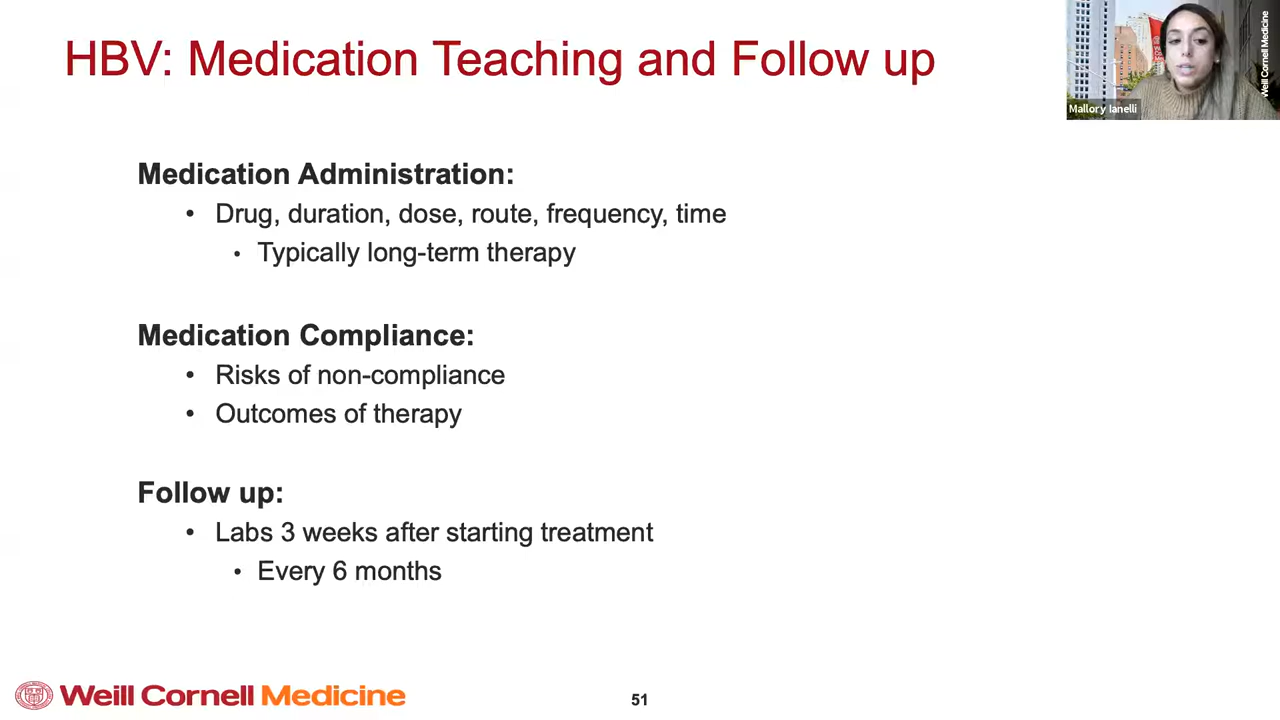 HBV: Medication Teaching and Follow up
Mallory Ianelli
Weill Cornell Medicine
Medication Administration:
• Drug, duration, dose, route, frequency, time
• Typically long-term therapy
Medication Compliance:
• Risks of non-compliance
• Outcomes of therapy
Follow up:
• Labs 3 weeks after starting treatment
• Every 6 months
Weill Cornell Medicine
51